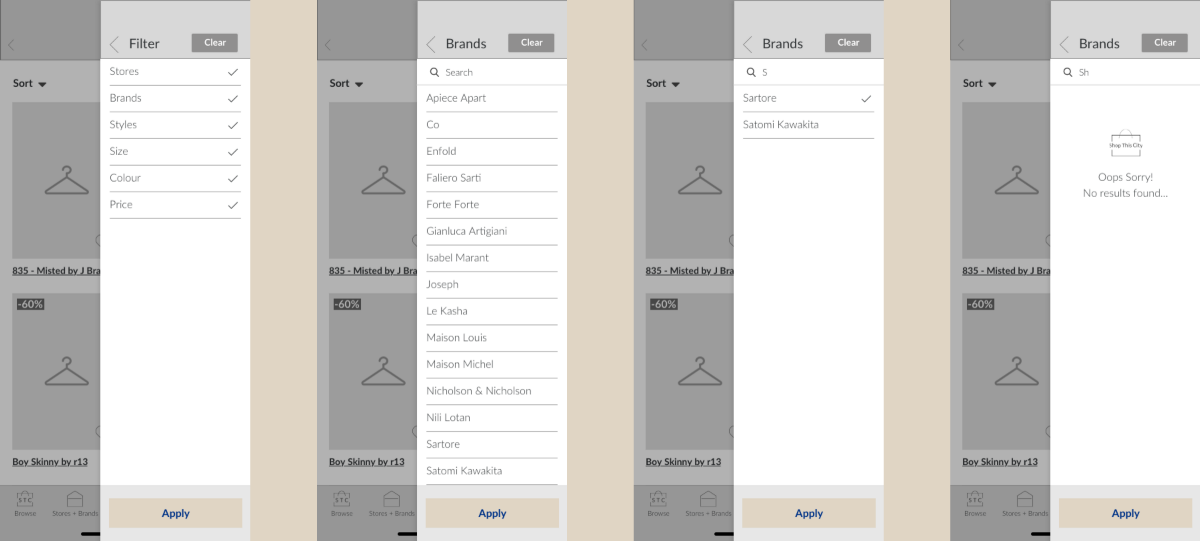 Filter
Clear
Stores
Sort
Brands
Styles
Size
Colour
Price
835 - Misted by J Bra
-60%
Boy Skinny by r13
STC
Browse
Stores + Brands
Apply
Brands
Clear
Search
Sort
Apiece Apart
Co
Enfold
Faliero Sarti
Forte Forte
Gianluca Artigiani
Isabel Marant
835 - Misted by J Bra
Joseph
-60%
Le Kasha
Maison Louis
Maison Michel
Nicholson & Nicholson
Nili Lotan
Sartore
Boy Skinny by r13
Satomi Kawakita
STC
Browse
Stores + Brands
Apply
Brands
Clear
S
Sort
Sartore
Satomi Kawakita
835 - Misted by J Bra
-60%
Boy Skinny by r13
STC
Browse
Stores + Brands
Apply
Brands
Clear
Sh
Sort
Shop This City
Oops Sorry!
No results found...
835 - Misted by J Bra
-60%
Boy Skinny by r13
STC
Browse
Stores + Brands
Apply